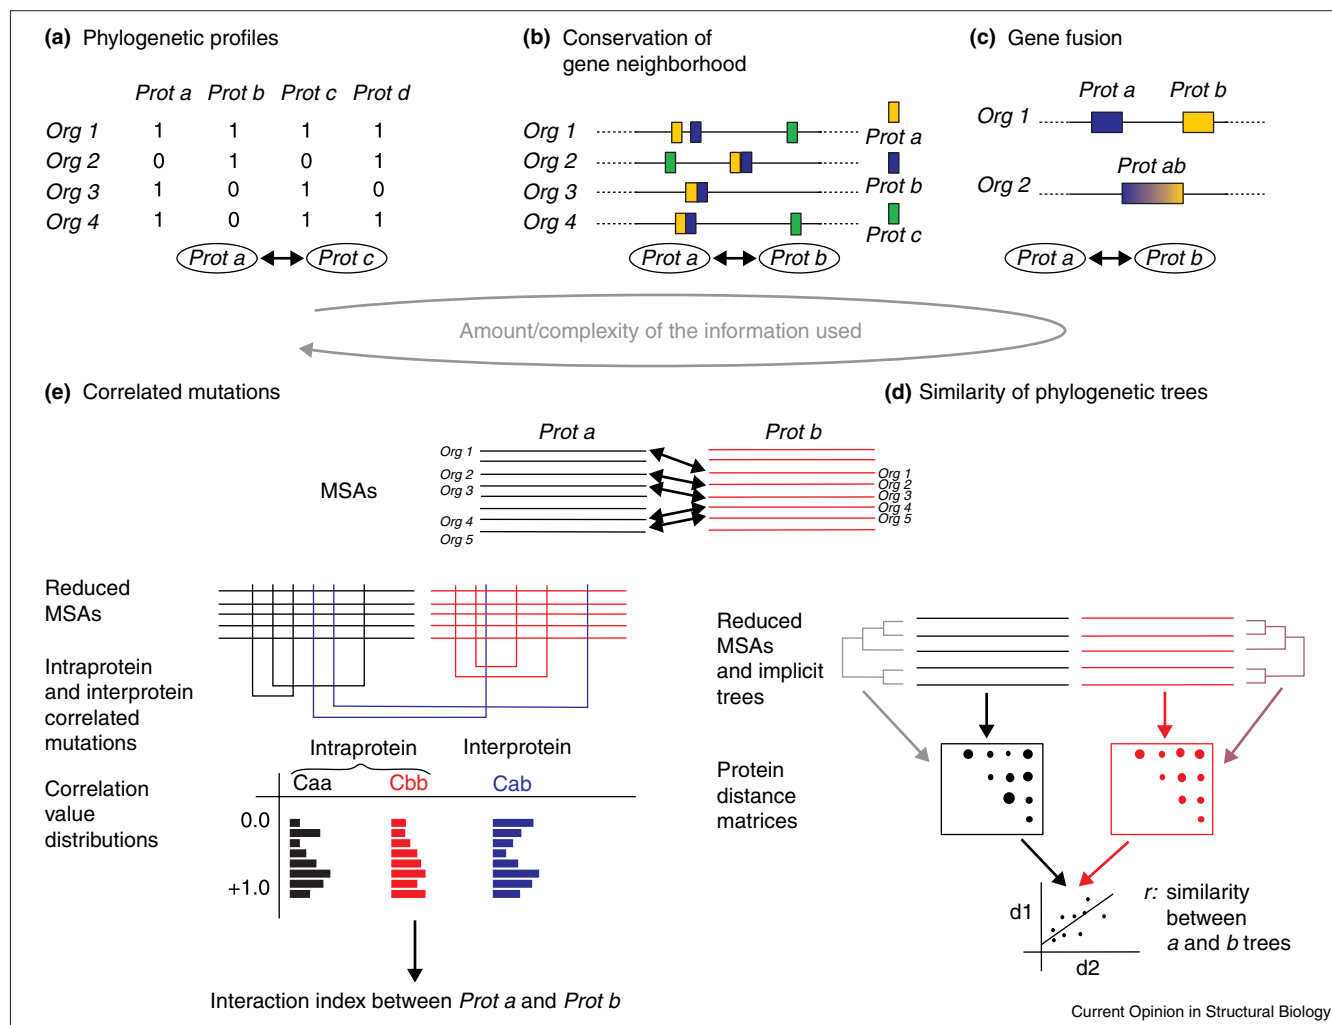 (a) Phylogenetic profiles
Prot a Prot b Prot c Prot d
Org 1 1 1 1 1
Org 2 0 1 0 1
Org 3 1 0 1 0
Org 4 1 0 1 1
Prot a Prot c
(b) Conservation of
gene neighborhood
Org 1
Org 2
Org 3
Org 4
Prot a
Prot b
Prot c
Prot a Prot b
(c) Gene fusion
Prot a Prot b
Org 1
Prot ab
Org 2
Prot a Prot b
Amount/complexity of the information used
(e) Correlated mutations
(d) Similarity of phylogenetic trees
Prot a Prot b
MSAs
Org 1
Org 2
Org 3
Org 4
Org 5
Org 1
Org 2
Org 3
Org 4
Org 5
Reduced
MSAs
Intraprotein
and interprotein
correlated
mutations
Intraprotein Interprotein
Caa Cbb Cab
Correlation
value
distributions
0.0
+1.0
Interaction index between Prot a and Prot b
Reduced
MSAs
and implicit
trees
Protein
distance
matrices
d1
d2
r: similarity
between
a and b trees
Current Opinion in Structural Biology